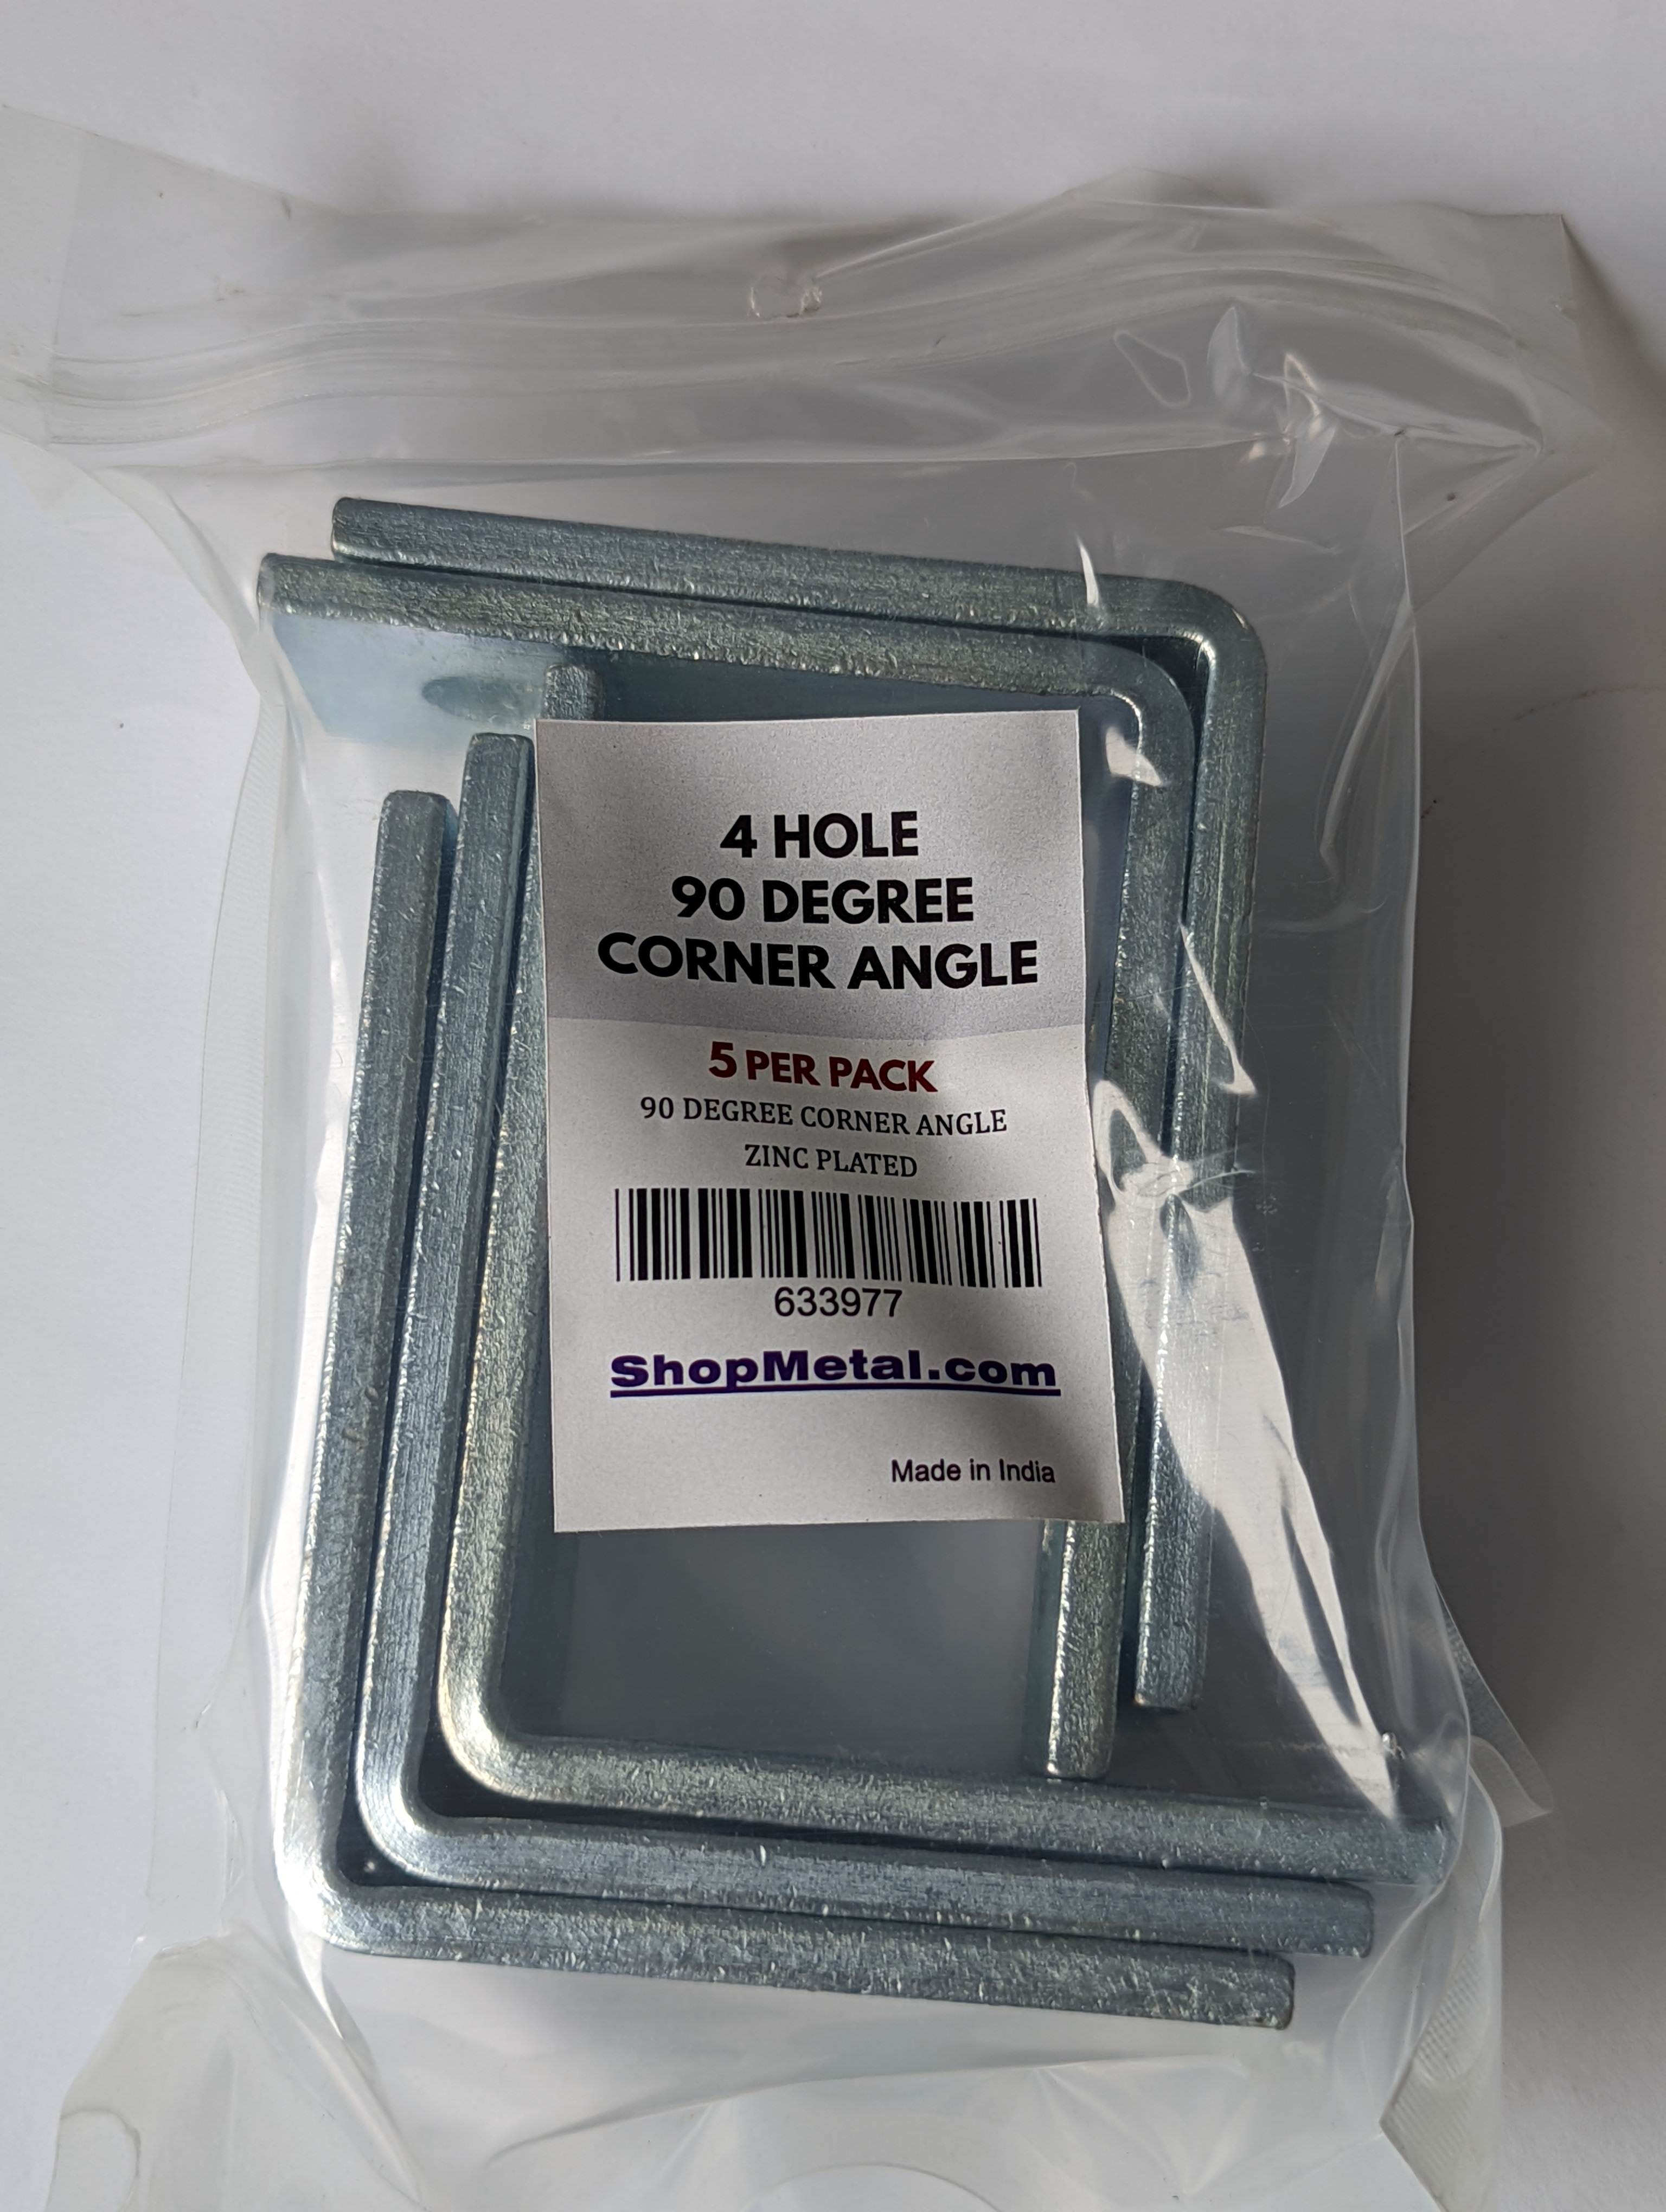 4 HOLE
90 DEGREE
CORNER ANGLE
5 PER PACK
90 DEGREE CORNER ANGLE
ZINC PLATED
633977
ShopMetal.com
Made in India